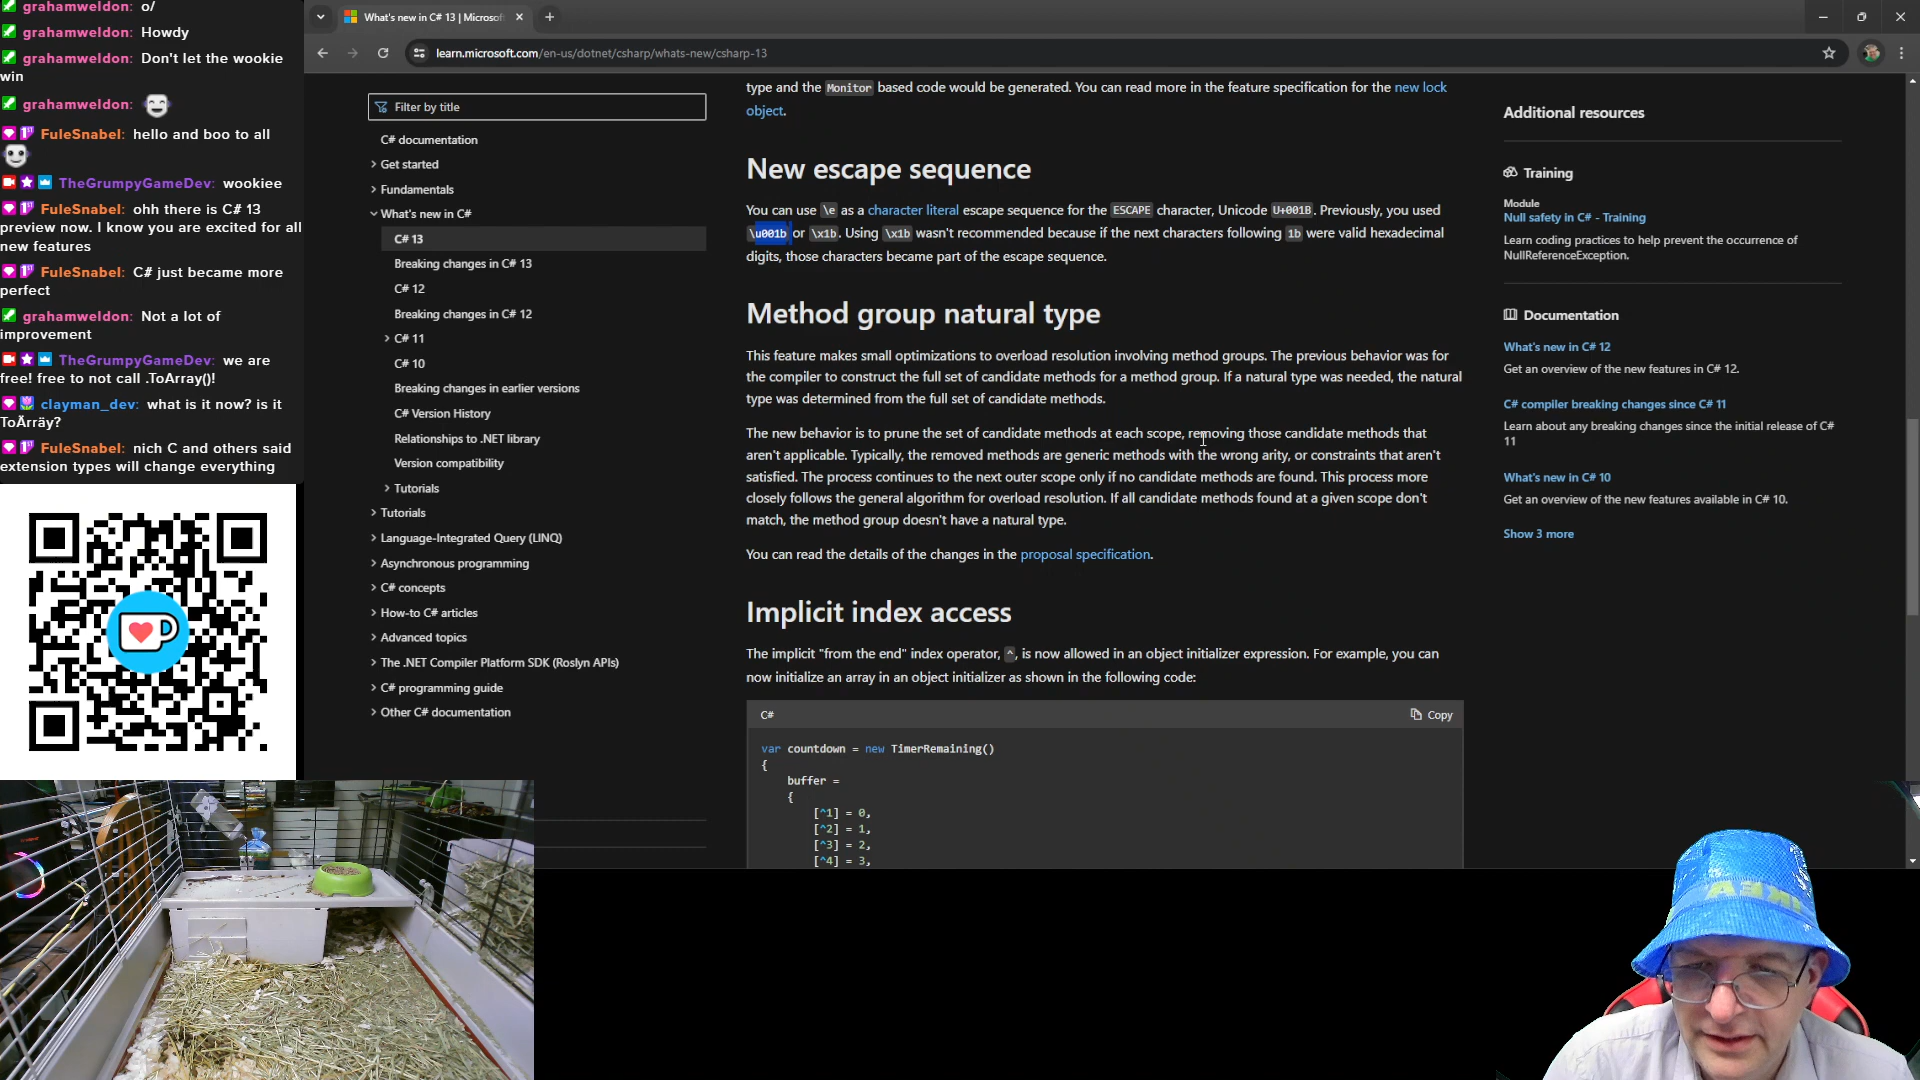 grahamweldon: o/
grahamweldon: Howdy
grahamweldon: Don't let the wookie
win
grahamweldon:
FuleSnabel: hello and boo to all
TheGrumpyGameDev: wookiee
FuleSnabel: ohh there is C# 13
preview now. I know you are excited for all
new features
FuleSnabel: C# just became more
perfect
grahamweldon: Not a lot of
improvement
TheGrumpyGameDev: we are
free! free to not call .ToArray()!
clayman_dev: what is it now? is it
ToÄrräy?
FuleSnabel: nich C and others said
extension types will change everything
What's new in C# 13 | Microsof
learn.microsoft.com/en-us/dotnet/csharp/whats-new/csharp-13
Filter by title
C# documentation
Get started
Fundamentals
What's new in C#
C# 13
Breaking changes in C# 13
C# 12
Breaking changes in C# 12
C# 11
C# 10
Breaking changes in earlier versions
C# Version History
Relationships to .NET library
Version compatibility
Tutorials
Tutorials
Language-Integrated Query (LINQ)
Asynchronous programming
C# concepts
How-to C# articles
Advanced topics
The .NET Compiler Platform SDK (Roslyn APIs)
C# programming guide
Other C# documentation
type and the Monitor based code would be generated. You can read more in the feature specification for the new lock
object.
New escape sequence
You can use \e as a character literal escape sequence for the ESCAPE character, Unicode U+001B. Previously, you used
\u001b or \x1b. Using \x1b wasn't recommended because if the next characters following 1b were valid hexadecimal
digits, those characters became part of the escape sequence.
Method group natural type
This feature makes small optimizations to overload resolution involving method groups. The previous behavior was for
the compiler to construct the full set of candidate methods for a method group. If a natural type was needed, the natural
type was determined from the full set of candidate methods.
The new behavior is to prune the set of candidate methods at each scope, removing those candidate methods that
aren't applicable. Typically, the removed methods are generic methods with the wrong arity, or constraints that aren't
satisfied. The process continues to the next outer scope only if no candidate methods are found. This process more
closely follows the general algorithm for overload resolution. If all candidate methods found at a given scope don't
match, the method group doesn't have a natural type.
You can read the details of the changes in the proposal specification.
Implicit index access
The implicit "from the end" index operator, ^, is now allowed in an object initializer expression. For example, you can
now initialize an array in an object initializer as shown in the following code:
C#
Copy
var countdown = new TimerRemaining()
{
buffer =
{
[^1] = 0,
[^2] = 1,
[^3] = 2,
[^4] = 3,
Additional resources
Training
Module
Null safety in C# - Training
Learn coding practices to help prevent the occurrence of
NullReferenceException.
Documentation
What's new in C# 12
Get an overview of the new features in C# 12.
C# compiler breaking changes since C# 11
Learn about any breaking changes since the initial release of C#
11
What's new in C# 10
Get an overview of the new features available in C# 10.
Show 3 more
IKEA